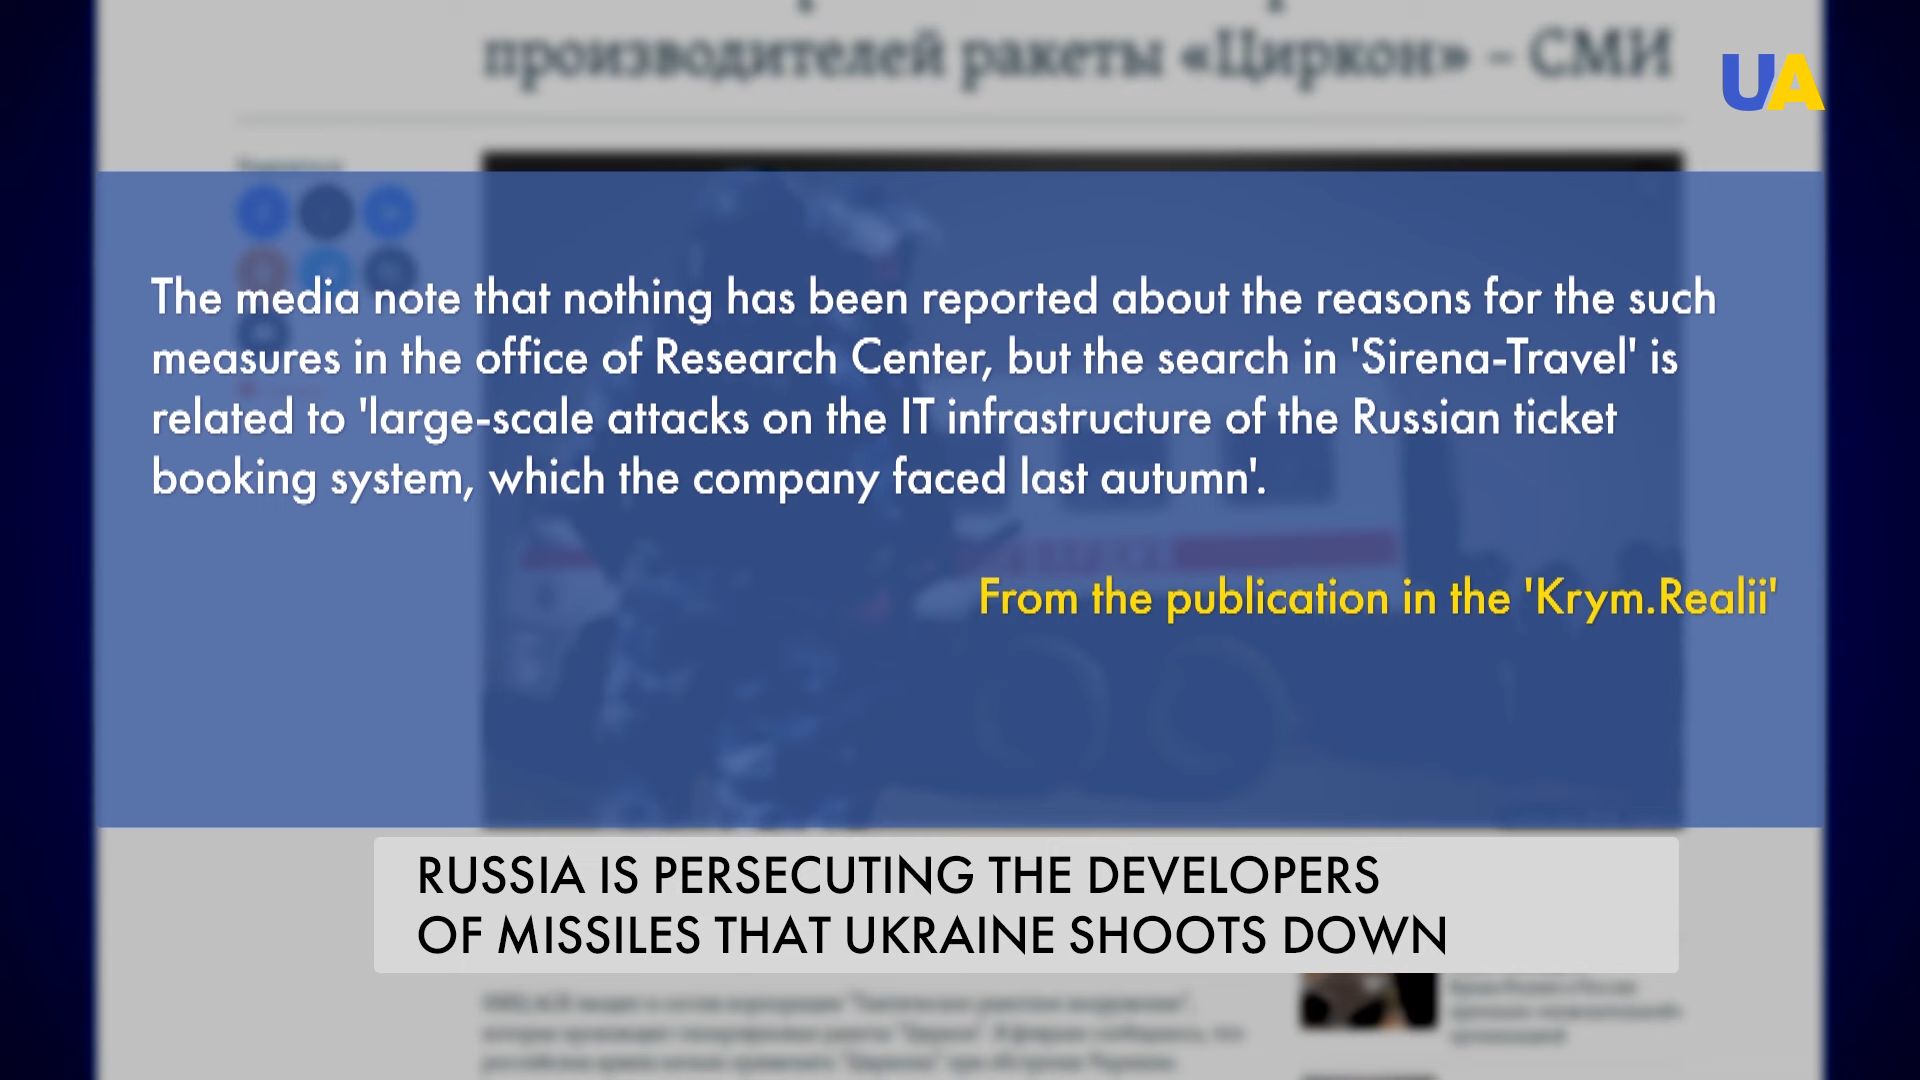 производителей ракеты «Циркон» – СМИ
UA
The media note that nothing has been reported about the reasons for the such
measures in the office of Research Center, but the search in 'Sirena-Travel' is
related to 'large-scale attacks on the IT infrastructure of the Russian ticket
booking system, which the company faced last autumn'.
From the publication in the 'Krym.Realii'
RUSSIA IS PERSECUTING THE DEVELOPERS
OF MISSILES THAT UKRAINE SHOOTS DOWN